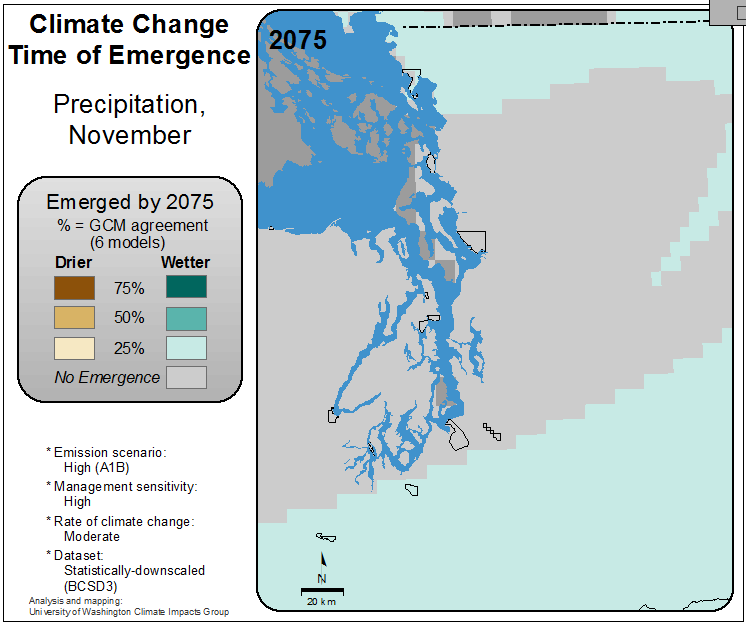 Climate Change
Time of Emergence
Precipitation,
November
Emerged by 2075
% = GCM agreement
(6 models)
Drier Wetter
75%
50%
25%
No Emergence
* Emission scenario:
High (A1B)
* Management sensitivity:
High
* Rate of climate change:
Moderate
* Dataset:
Statistically-downscaled
(BCSD3)
Analysis and mapping:
University of Washington Climate Impacts Group
2075
N
20 km